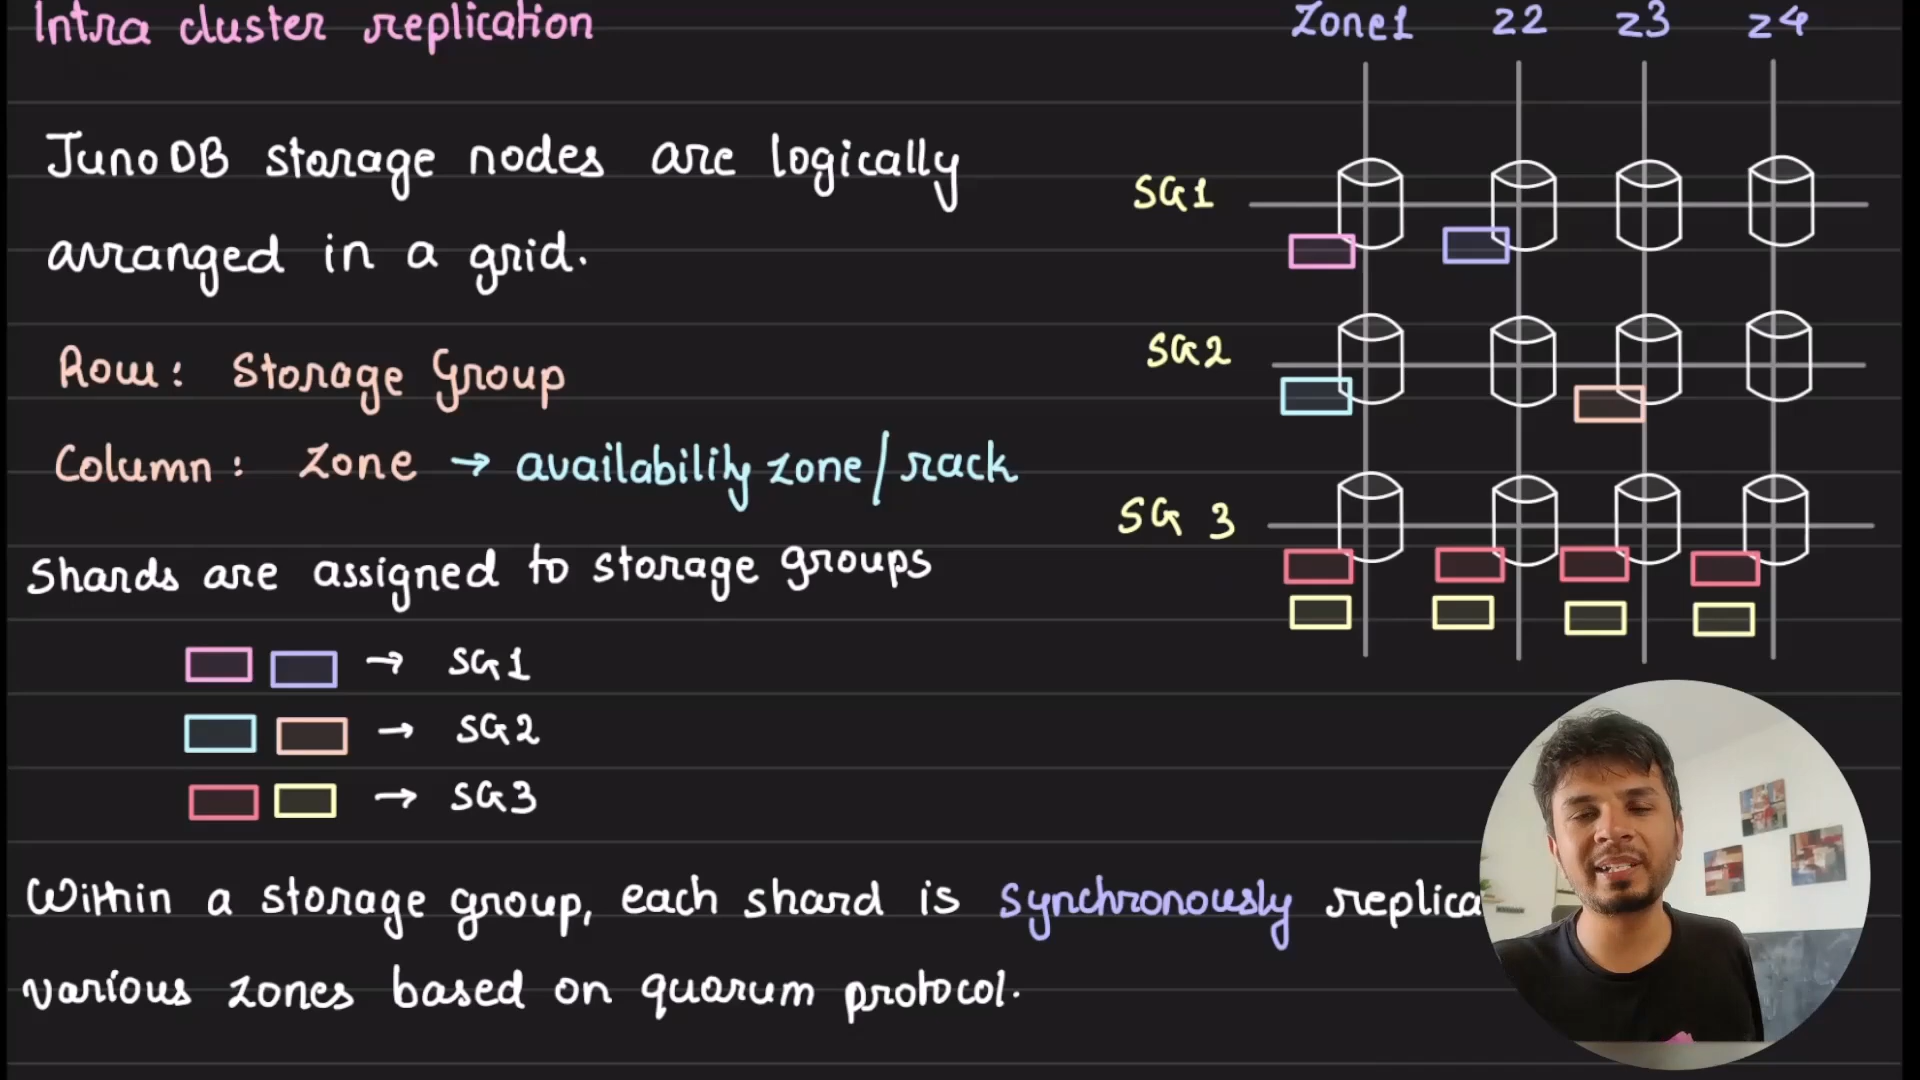 Intra cluster replication
Zone1 z2 z3 z4
JunoDB storage nodes are logically
arranged in a grid.
SG1
Row: Storage Group
SG2
Column: Zone → availability zone/rack
SG 3
Shards are assigned to storage groups
→ SG1
→ SG2
→ SG3
Within a storage group, each shard is synchronously replica
various zones based on quorum protocol.